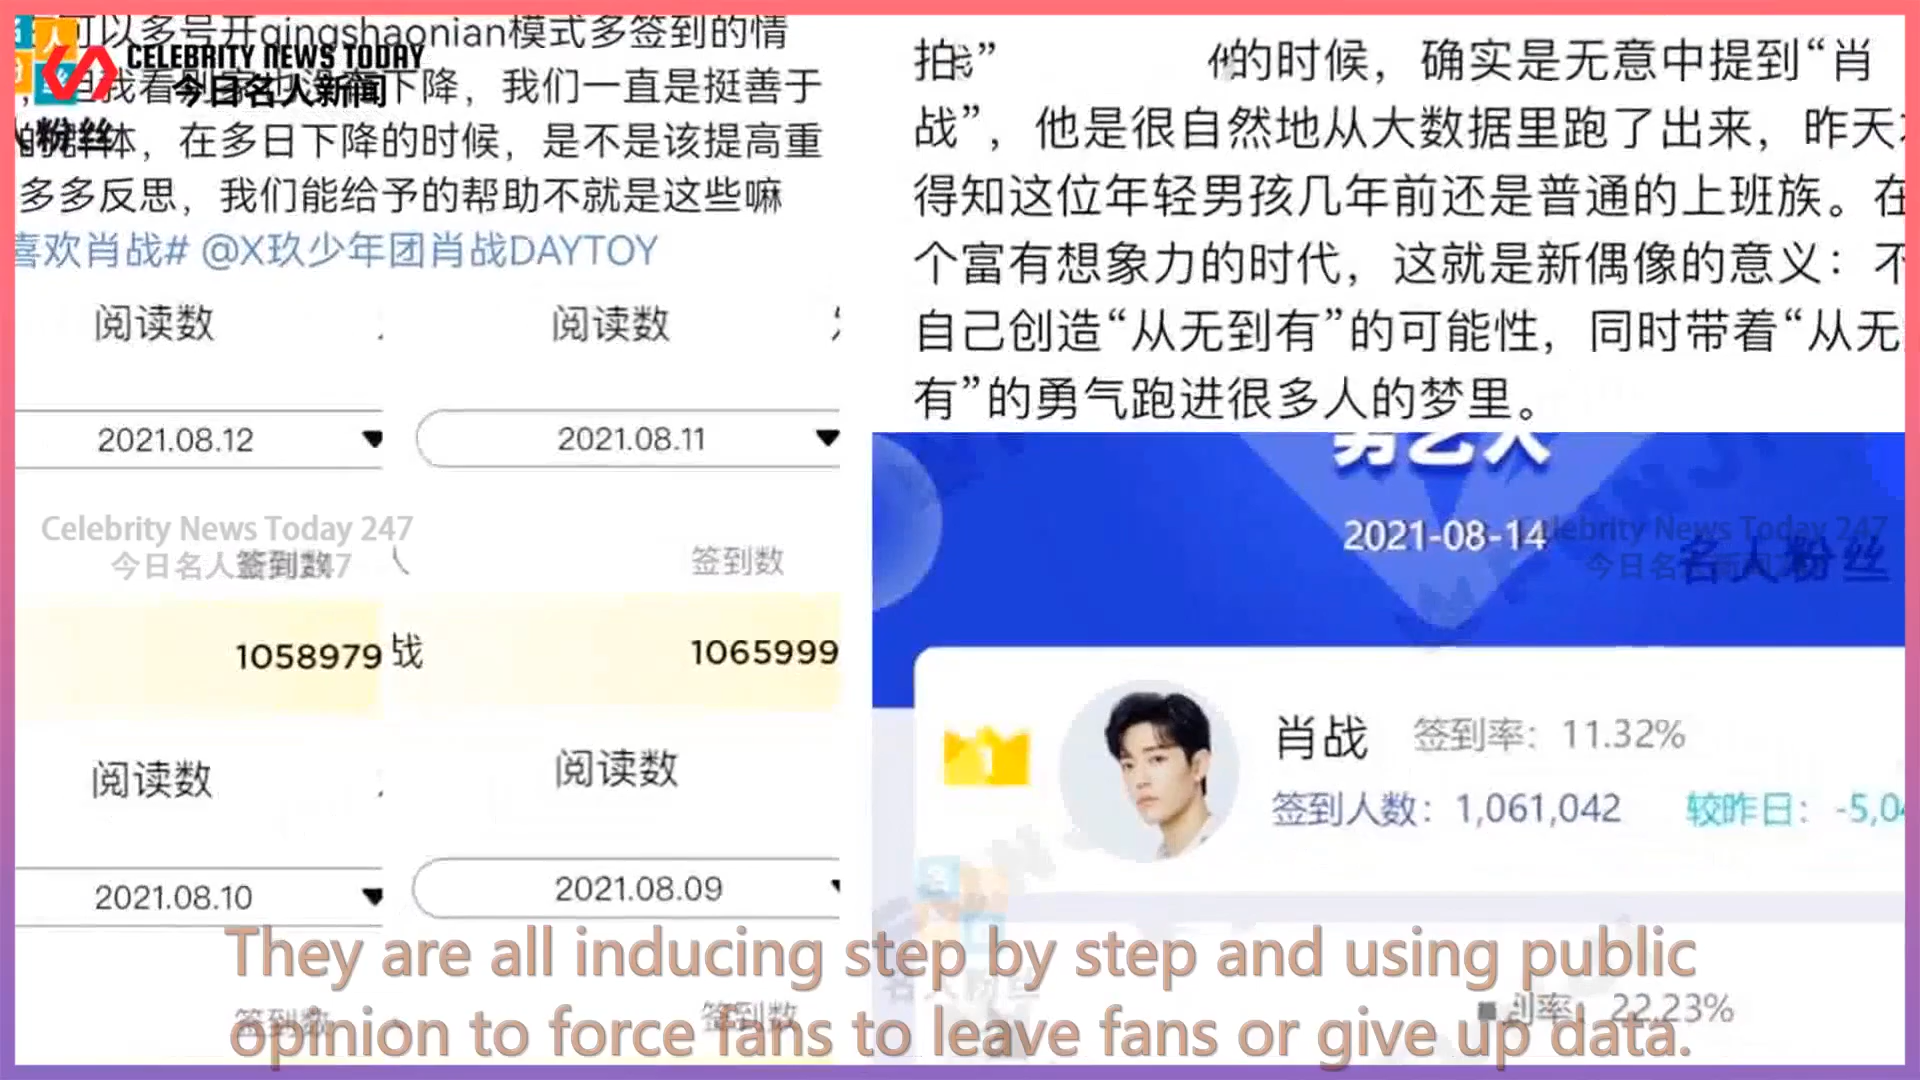 可以多号开qingshaonian模式多签到的情
CELEBRITY NEWS TODAY
今日名人新闻
下降，我们一直是挺善于
体，在多日下降的时候，是不是该提高重
多多反思，我们能给予的帮助不就是这些嘛
喜欢肖战# @X玖少年团肖战DAYTOY
粉丝
阅读数
阅读数
2021.08.12
2021.08.11
Celebrity News Today 247
签到数
签到数
1058979
战
1065999
阅读数
阅读数
2021.08.10
2021.08.09
签到数
签到数
拍
的时候，确实是无意中提到“肖
战”，他是很自然地从大数据里跑了出来，昨天
得知这位年轻男孩几年前还是普通的上班族。在
个富有想象力的时代，这就是新偶像的意义：不
自己创造“从无到有”的可能性，同时带着“从无
有”的勇气跑进很多人的梦里。
男艺人
2021-08-14
Celebrity News Today 247
名人粉丝
1
肖战 签到率：11.32%
签到人数：1,061,042 较昨日：-5,04
到率：22.23%
They are all inducing step by step and using public
opinion to force fans to leave fans or give up data.